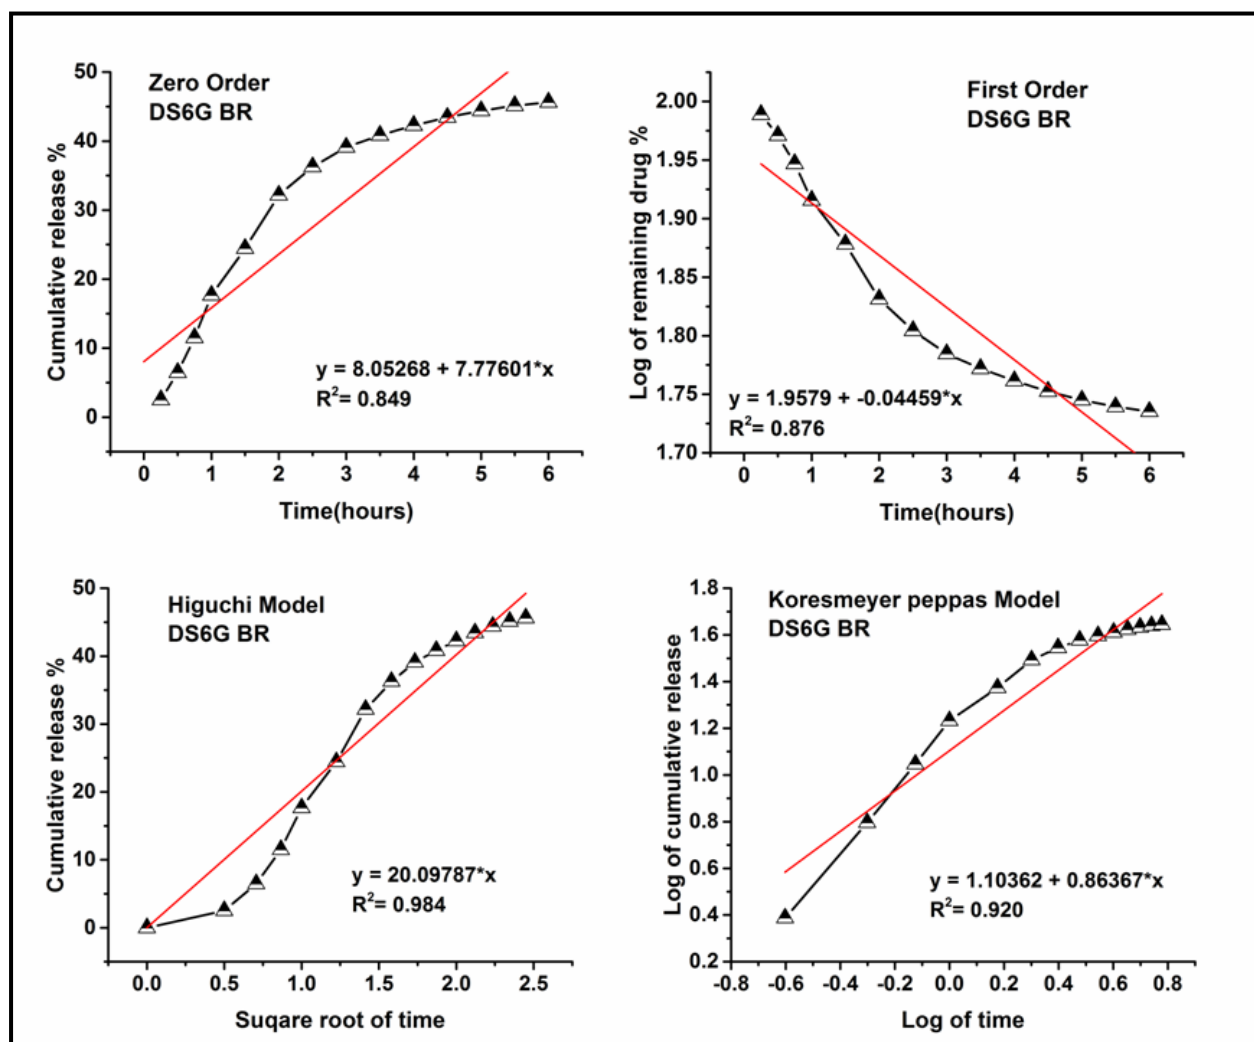 Zero Order
DS6G BR
50
40
30
20
10
0
Cumulative release %
y = 8.05268 + 7.77601*x
R²= 0.849
0 1 2 3 4 5 6
Time(hours)
First Order
DS6G BR
2.00
1.95
1.90
1.85
1.80
1.75
1.70
Log of remaining drug %
y = 1.9579 + -0.04459*x
R²= 0.876
0 1 2 3 4 5 6
Time(hours)
Higuchi Model
DS6G BR
50
40
30
20
10
0
Cumulative release %
y = 20.09787*x
R²= 0.984
0.0 0.5 1.0 1.5 2.0 2.5
Suqare root of time
Koresmeyer peppas Model
DS6G BR
1.8
1.6
1.4
1.2
1.0
0.8
0.6
0.4
0.2
Log of cumulative release
y = 1.10362 + 0.86367*x
R²= 0.920
-0.8 -0.6 -0.4 -0.2 0.0 0.2 0.4 0.6 0.8
Log of time